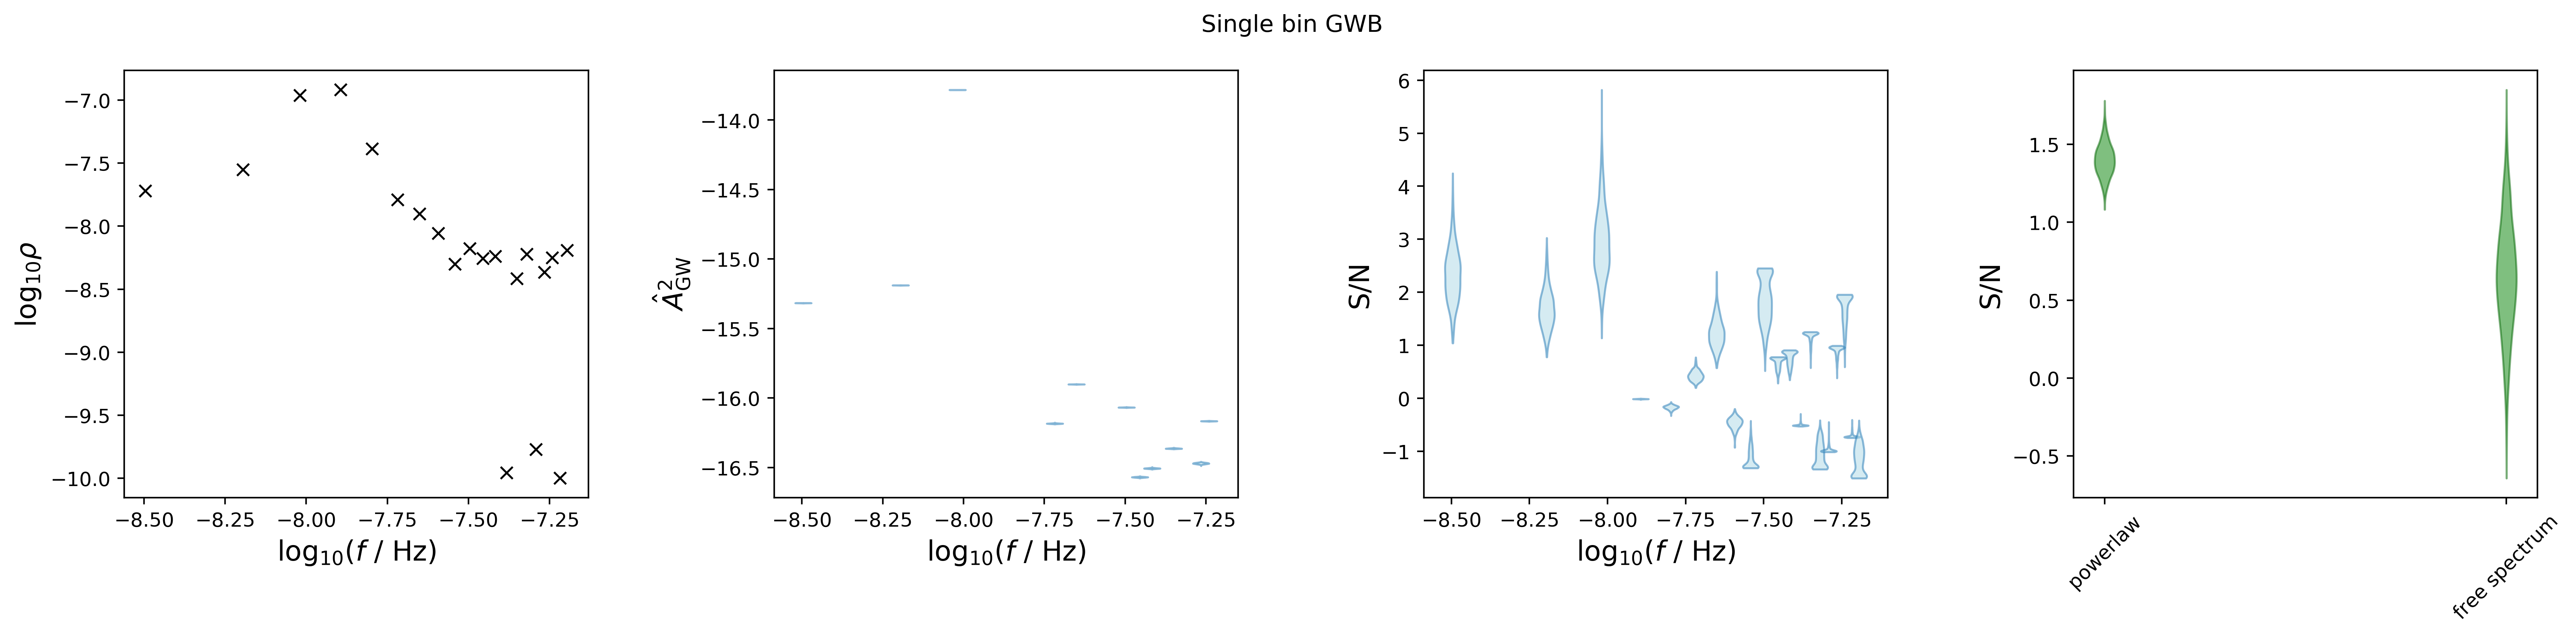 Single bin GWB
log₁₀ρ
−7.0
−7.5
−8.0
−8.5
−9.0
−9.5
−10.0
−8.50 −8.25 −8.00 −7.75 −7.50 −7.25
log₁₀(f / Hz)
Â²GW
−14.0
−14.5
−15.0
−15.5
−16.0
−16.5
−8.50 −8.25 −8.00 −7.75 −7.50 −7.25
log₁₀(f / Hz)
S/N
6
5
4
3
2
1
0
−1
−8.50 −8.25 −8.00 −7.75 −7.50 −7.25
log₁₀(f / Hz)
S/N
1.5
1.0
0.5
0.0
−0.5
powerlaw
free spectrum